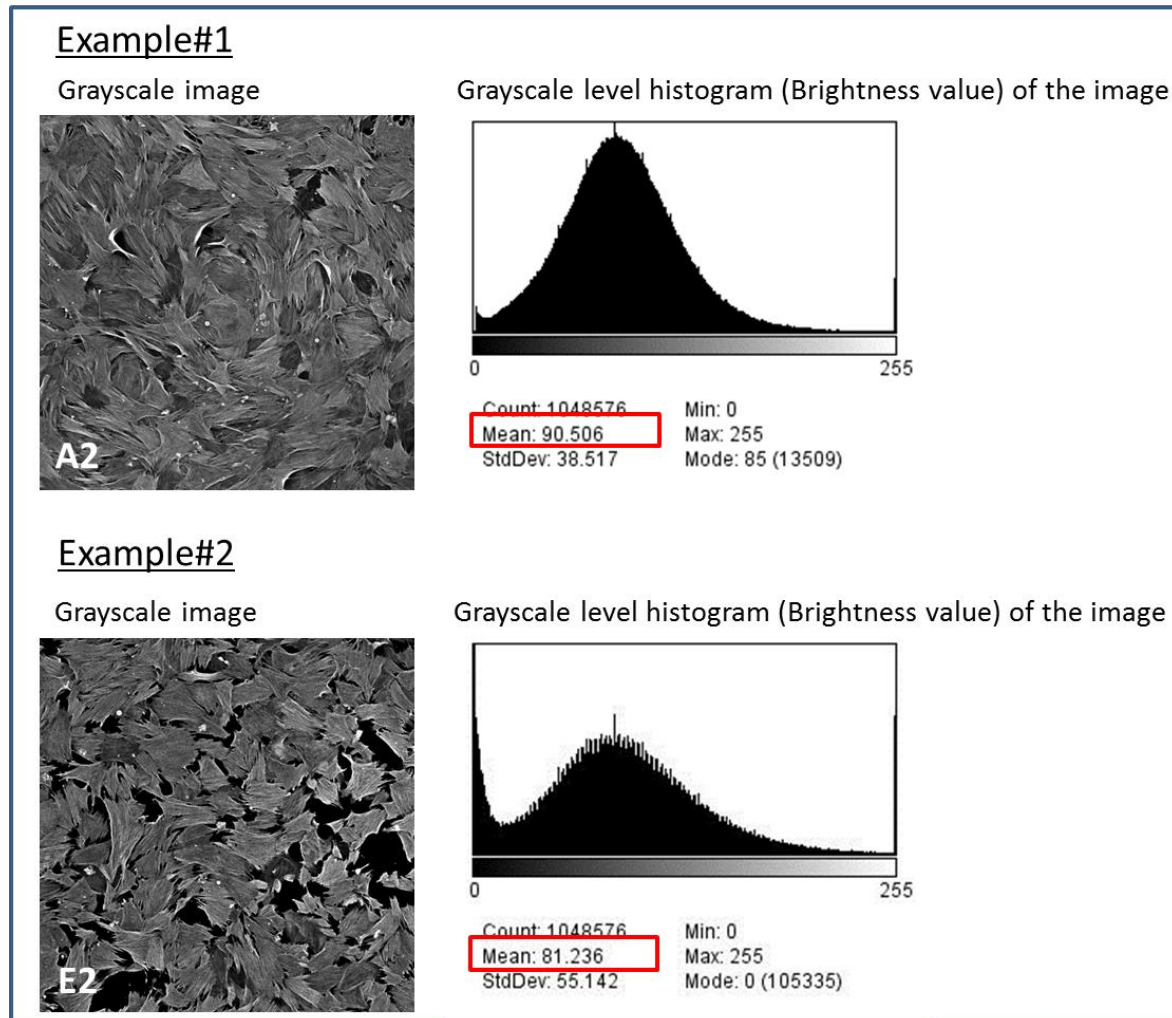 Example#1
Grayscale image
Grayscale level histogram (Brightness value) of the image
A2
0 255
Count: 1048576 Min: 0
Mean: 90.506 Max: 255
StdDev: 38.517 Mode: 85 (13509)
Example#2
Grayscale image
Grayscale level histogram (Brightness value) of the image
E2
0 255
Count: 1048576 Min: 0
Mean: 81.236 Max: 255
StdDev: 55.142 Mode: 0 (105335)